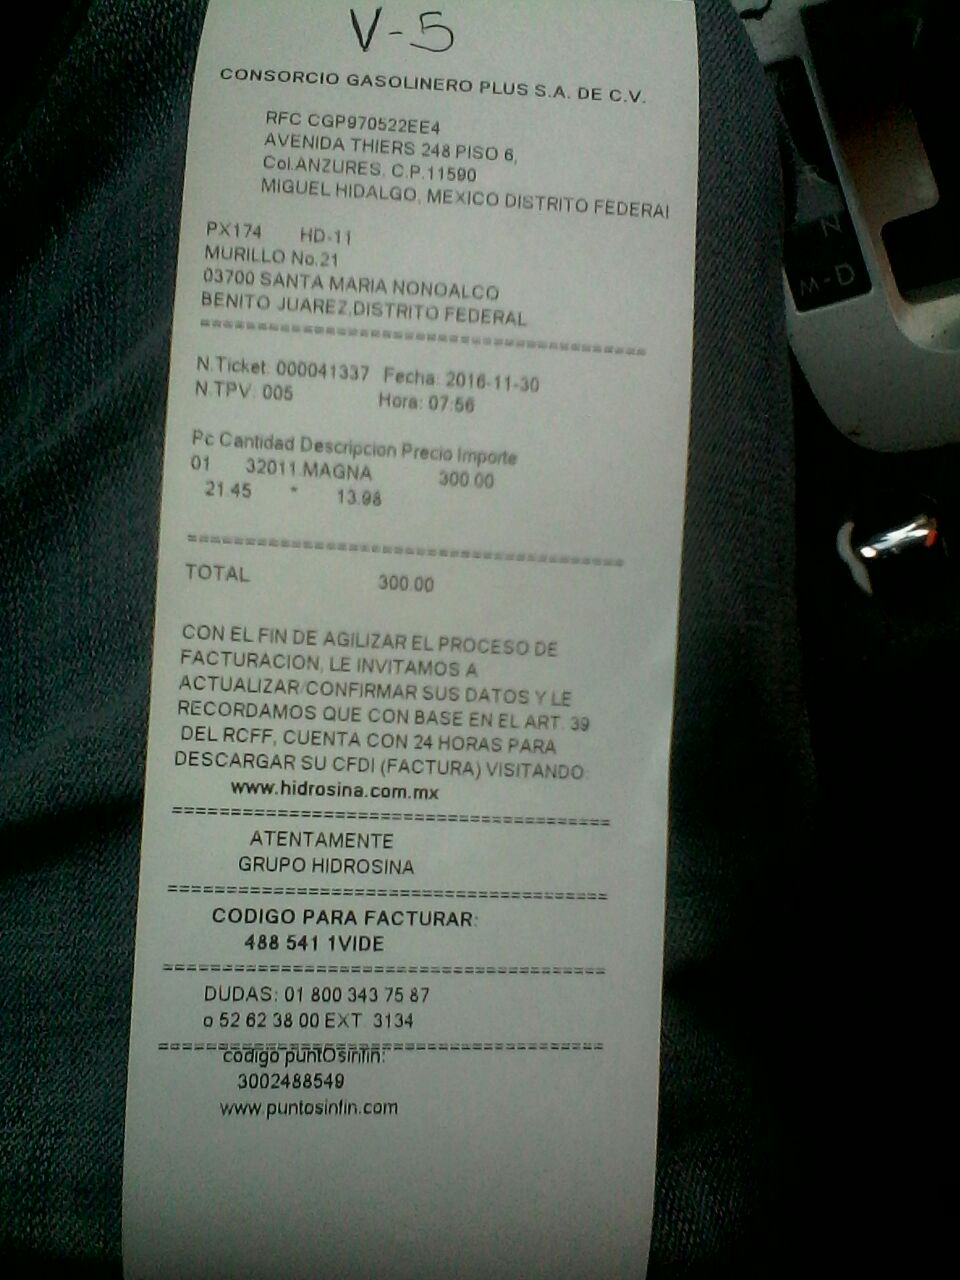 V-5
CONSORCIO GASOLINERO PLUS S.A. DE C.V.
RFC CGP970522EE4
AVENIDA THIERS 248 PISO 6,
Col.ANZURES, C.P.11590
MIGUEL HIDALGO, MEXICO DISTRITO FEDERAl
PX174 HD-11
MURILLO No.21
03700 SANTA MARIA NONOALCO
BENITO JUAREZ,DISTRITO FEDERAL
========================================
N.Ticket: 000041337 Fecha: 2016-11-30
N.TPV: 005 Hora: 07:56
Pc Cantidad Descripcion Precio Importe
01 32011 MAGNA 300.00
21.45 * 13.98
========================================
TOTAL 300.00
CON EL FIN DE AGILIZAR EL PROCESO DE
FACTURACION, LE INVITAMOS A
ACTUALIZAR/CONFIRMAR SUS DATOS Y LE
RECORDAMOS QUE CON BASE EN EL ART. 39
DEL RCFF, CUENTA CON 24 HORAS PARA
DESCARGAR SU CFDI (FACTURA) VISITANDO:
www.hidrosina.com.mx
========================================
ATENTAMENTE
GRUPO HIDROSINA
========================================
CODIGO PARA FACTURAR:
488 541 1VIDE
========================================
DUDAS: 01 800 343 75 87
o 52 62 38 00 EXT. 3134
========================================
codigo puntOsinfin:
3002488549
www.puntosinfin.com
N
M-D